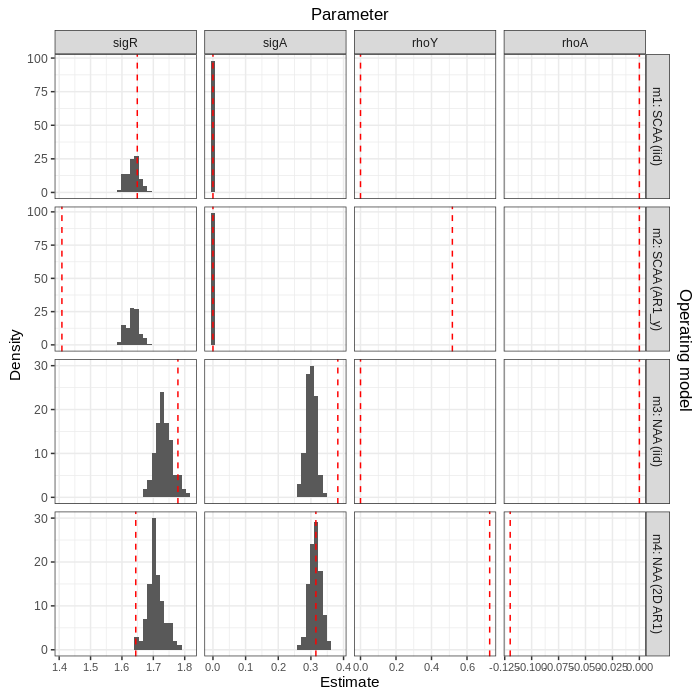 Parameter
sigR sigA rhoY rhoA
100
75
50
25
0
m1: SCAA (iid)
100
75
50
25
0
m2: SCAA (AR1_y)
30
20
10
0
m3: NAA (iid)
30
20
10
0
m4: NAA (2D AR1)
Density
Operating model
1.4 1.5 1.6 1.7 1.8 0.0 0.1 0.2 0.3 0.4 0.0 0.2 0.4 0.6 -0.125 -0.100 -0.075 -0.050 -0.025 0.000
Estimate